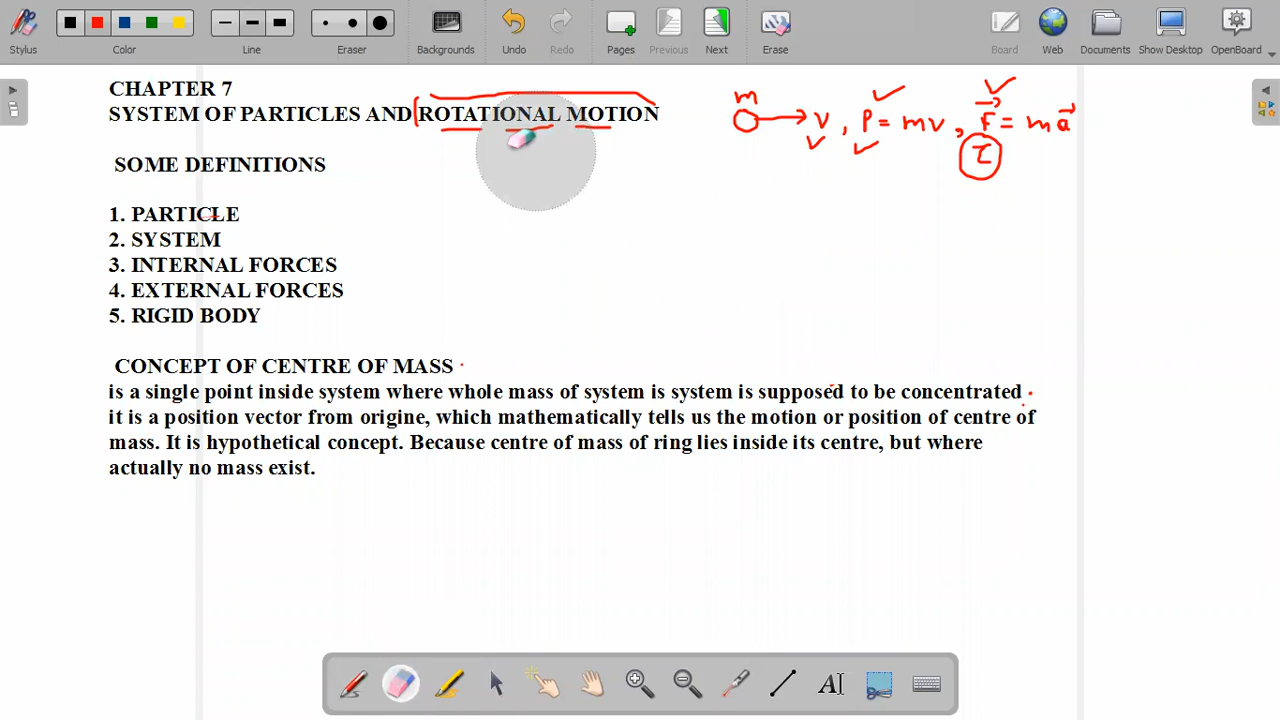 Stylus
Color
Line
Eraser
Backgrounds
Undo
Redo
Pages
Previous
Next
Erase
Board
Web
Documents
Show Desktop
OpenBoard
CHAPTER 7
SYSTEM OF PARTICLES AND ROTATIONAL MOTION
m
v , P = mv , F = ma
τ
SOME DEFINITIONS
1. PARTICLE
2. SYSTEM
3. INTERNAL FORCES
4. EXTERNAL FORCES
5. RIGID BODY
CONCEPT OF CENTRE OF MASS
is a single point inside system where whole mass of system is system is supposed to be concentrated
it is a position vector from origine, which mathematically tells us the motion or position of centre of
mass. It is hypothetical concept. Because centre of mass of ring lies inside its centre, but where
actually no mass exist.
AI